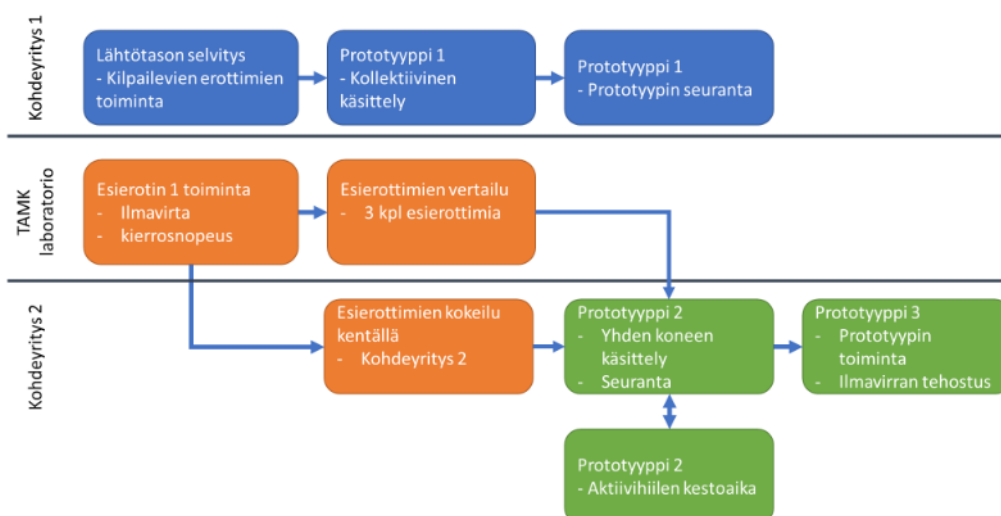 Kohdeyritys 1
Lähtötason selvitys
- Kilpailevien erottimien
toiminta
Prototyyppi 1
- Kollektiivinen
käsittely
Prototyyppi 1
- Prototypin seuranta
TAMK
laboratorio
Esierotin 1 toiminta
- Ilmavirta
- kierrosnopeus
Esierottimien vertailu
- 3 kpl esierottimia
Kohdeyritys 2
Esierottimien kokeilu
kentällä
- Kohdeyritys 2
Prototyyppi 2
- Yhden koneen
käsittely
- Seuranta
Prototyyppi 3
- Prototypin
toiminta
- Ilmavirran tehostus
Prototyyppi 2
- Aktiivihiilen kestoaika